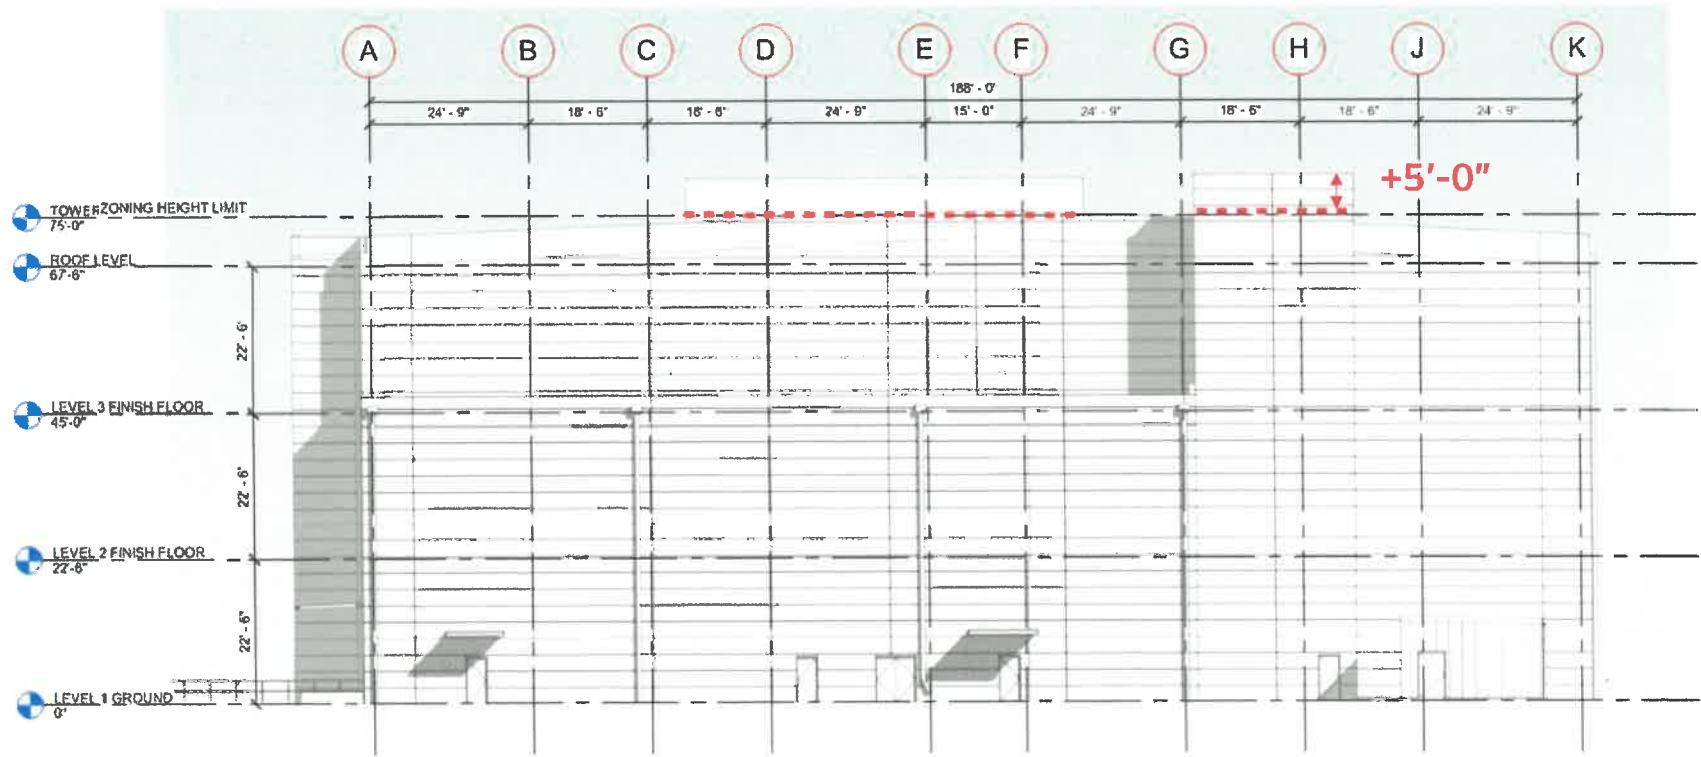 A B C D E F G H J K
188' - 0"
24' - 9" 18' - 6" 18' - 6" 24' - 9" 15' - 0" 24' - 9" 18' - 6" 18' - 6" 24' - 9"
+5'-0"
TOWER ZONING HEIGHT LIMIT
75'-0"
ROOF LEVEL
67'-6"
22' - 6"
LEVEL 3 FINISH FLOOR
45'-0"
22' - 6"
LEVEL 2 FINISH FLOOR
22'-6"
22' - 6"
LEVEL 1 GROUND
0"